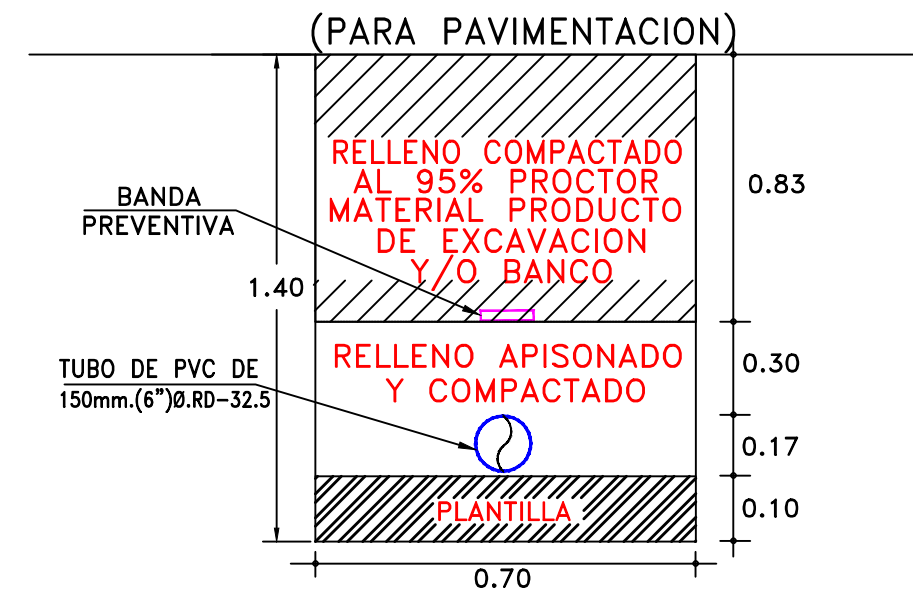 (PARA PAVIMENTACION)
RELLENO COMPACTADO
AL 95% PROCTOR
MATERIAL PRODUCTO
DE EXCAVACION
Y/O BANCO
0.83
BANDA
PREVENTIVA
1.40
RELLENO APISONADO
Y COMPACTADO
0.30
TUBO DE PVC DE
150mm.(6")Ø.RD-32.5
0.17
PLANTILLA
0.10
0.70